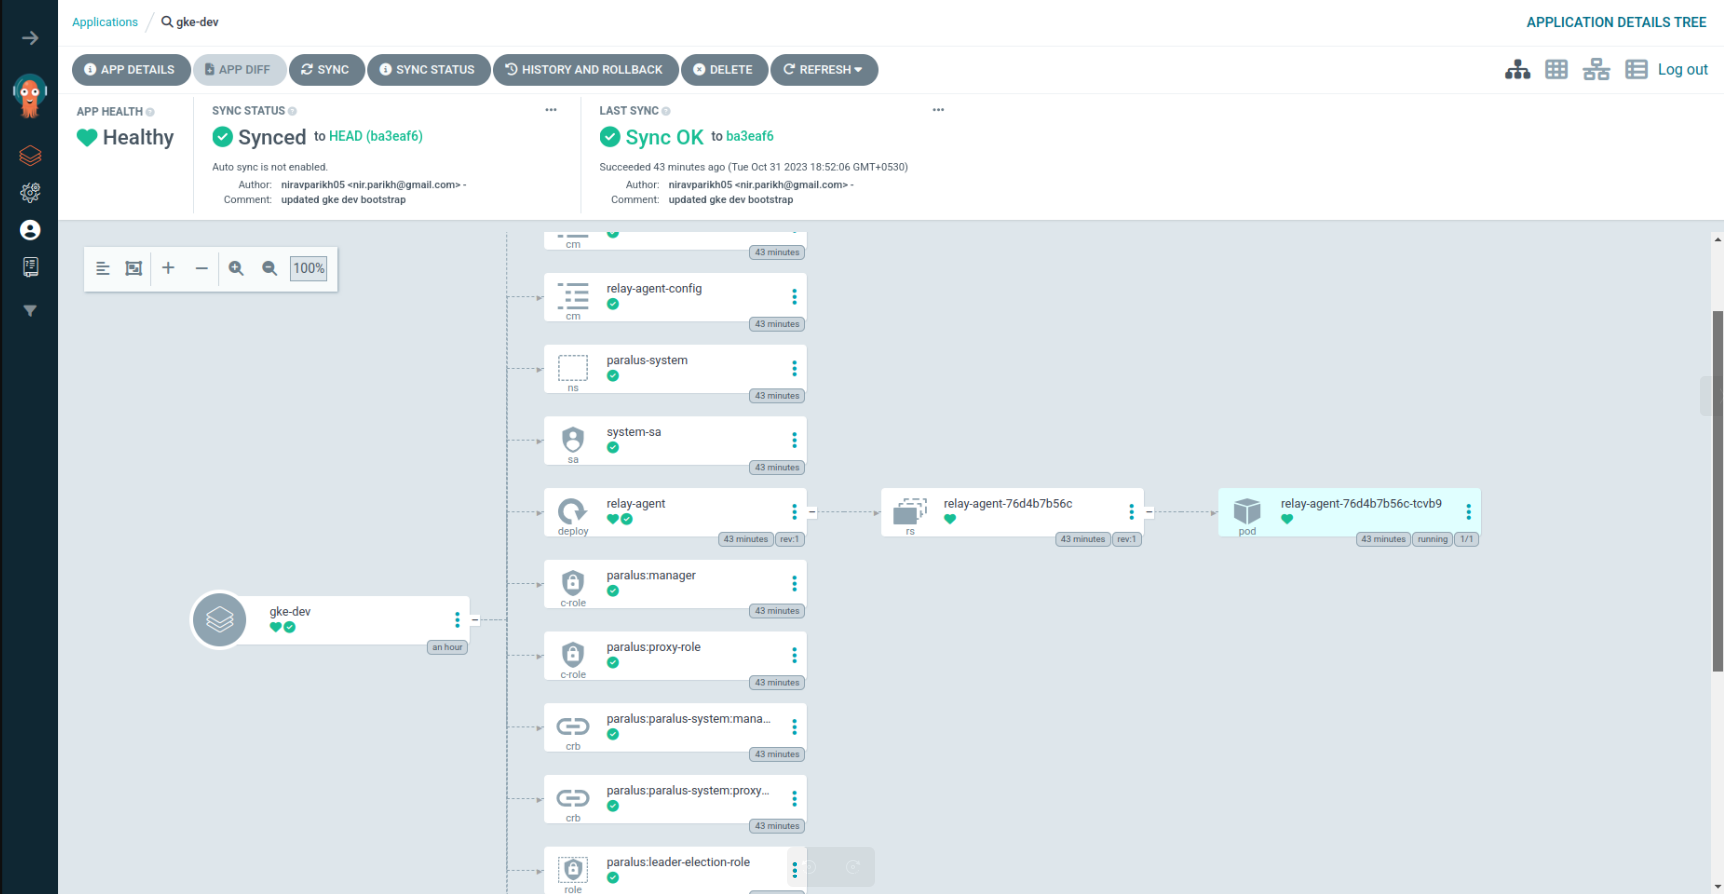 Applications / gke-dev
APPLICATION DETAILS TREE
APP DETAILS
APP DIFF
SYNC
SYNC STATUS
HISTORY AND ROLLBACK
DELETE
REFRESH
Log out
APP HEALTH
Healthy
SYNC STATUS
Synced to HEAD (ba3eaf6)
Auto sync is not enabled.
Author: niravparikh05 <nir.parikh@gmail.com> -
Comment: updated gke dev bootstrap
LAST SYNC
Sync OK to ba3eaf6
Succeeded 43 minutes ago (Tue Oct 31 2023 18:52:06 GMT+0530)
Author: niravparikh05 <nir.parikh@gmail.com> -
Comment: updated gke dev bootstrap
100%
cm
43 minutes
relay-agent-config
cm
43 minutes
paralus-system
ns
43 minutes
system-sa
sa
43 minutes
relay-agent
deploy
43 minutes rev:1
relay-agent-76d4b7b56c
rs
43 minutes rev:1
relay-agent-76d4b7b56c-tcvb9
pod
43 minutes running 1/1
paralus:manager
c-role
43 minutes
gke-dev
an hour
paralus:proxy-role
c-role
43 minutes
paralus:paralus-system:mana...
crb
43 minutes
paralus:paralus-system:proxy...
crb
43 minutes
paralus:leader-election-role
role